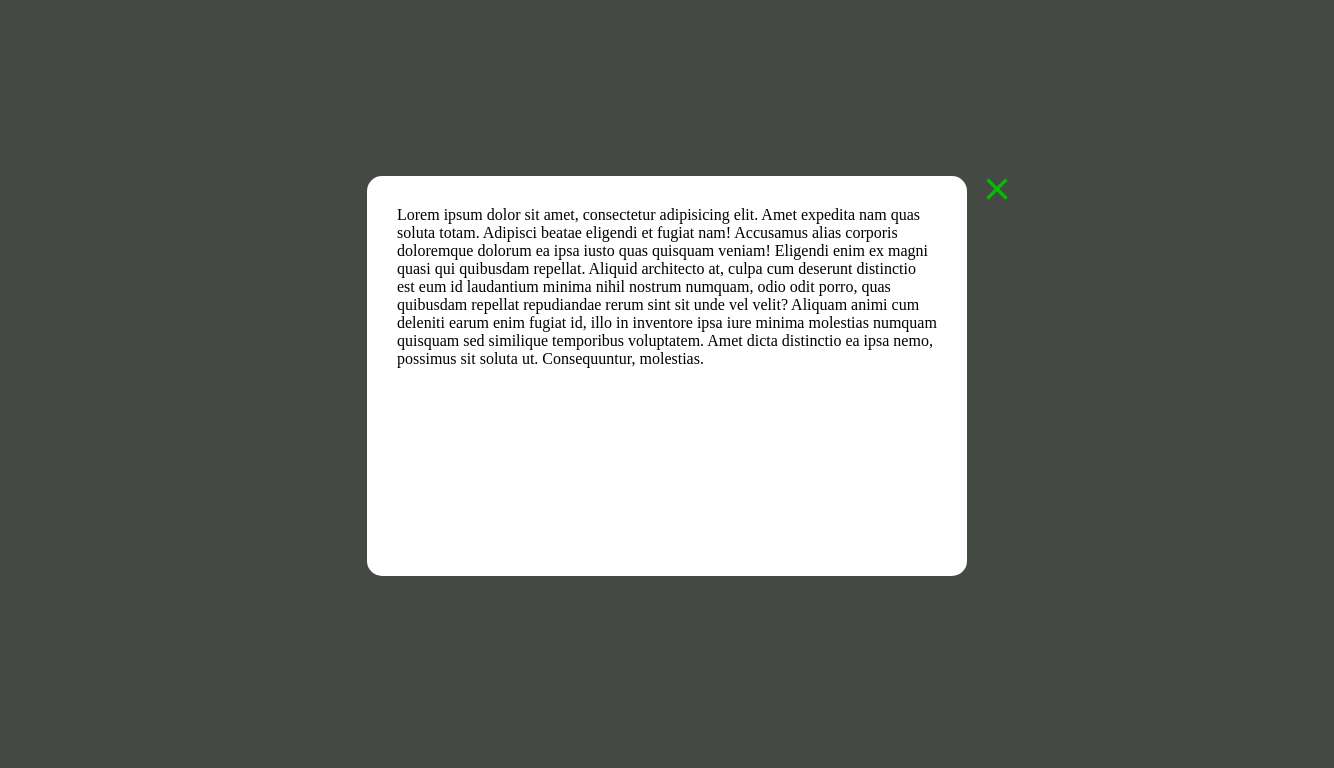 Lorem ipsum dolor sit amet, consectetur adipisicing elit. Amet expedita nam quas
soluta totam. Adipisci beatae eligendi et fugiat nam! Accusamus alias corporis
doloremque dolorum ea ipsa iusto quas quisquam veniam! Eligendi enim ex magni
quasi qui quibusdam repellat. Aliquid architecto at, culpa cum deserunt distinctio
est eum id laudantium minima nihil nostrum numquam, odio odit porro, quas
quibusdam repellat repudiandae rerum sint sit unde vel velit? Aliquam animi cum
deleniti earum enim fugiat id, illo in inventore ipsa iure minima molestias numquam
quisquam sed similique temporibus voluptatem. Amet dicta distinctio ea ipsa nemo,
possimus sit soluta ut. Consequuntur, molestias.